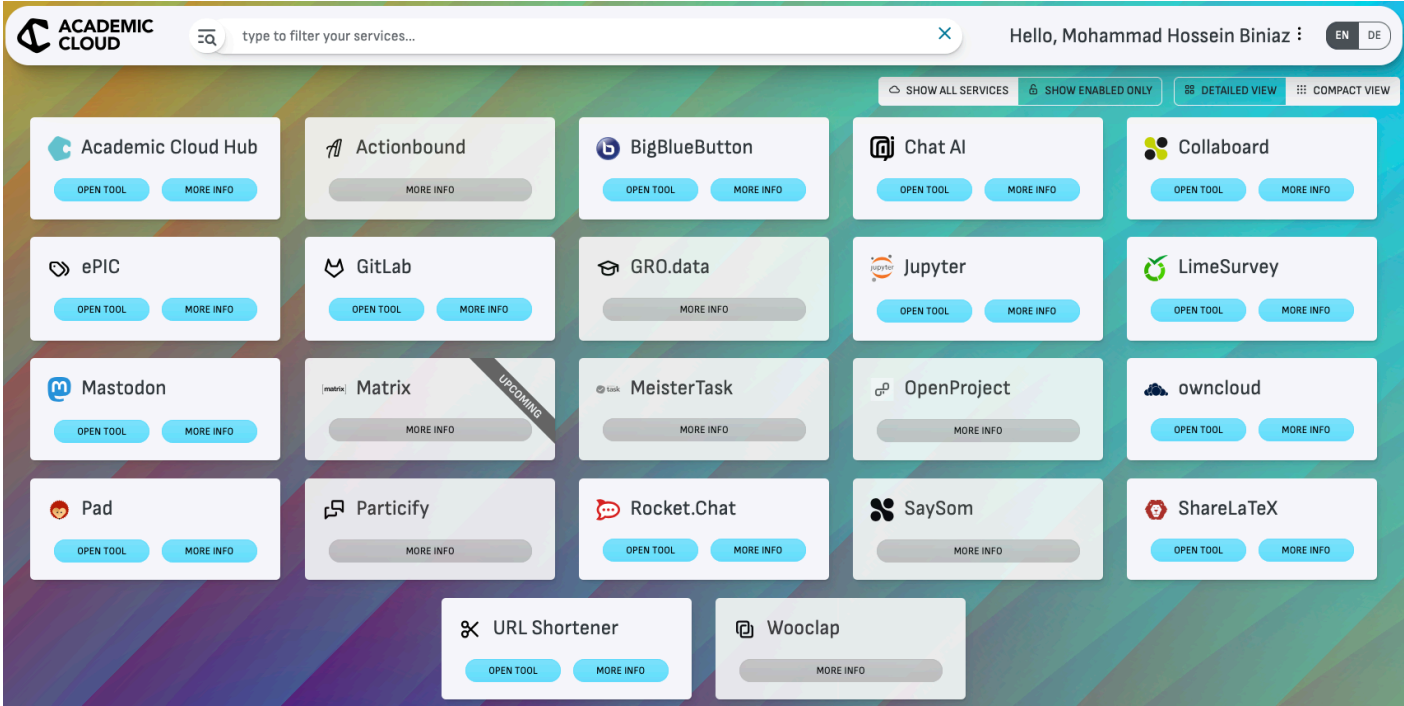 ACADEMIC
CLOUD
type to filter your services...
Hello, Mohammad Hossein Biniaz
EN DE
SHOW ALL SERVICES SHOW ENABLED ONLY DETAILED VIEW COMPACT VIEW
Academic Cloud Hub
OPEN TOOL MORE INFO
Actionbound
MORE INFO
BigBlueButton
OPEN TOOL MORE INFO
Chat AI
OPEN TOOL MORE INFO
Collaboard
OPEN TOOL MORE INFO
ePIC
OPEN TOOL MORE INFO
GitLab
OPEN TOOL MORE INFO
GRO.data
MORE INFO
jupyter Jupyter
OPEN TOOL MORE INFO
LimeSurvey
OPEN TOOL MORE INFO
Mastodon
OPEN TOOL MORE INFO
[matrix] Matrix
UPCOMING
MORE INFO
task MeisterTask
MORE INFO
OpenProject
MORE INFO
owncloud
OPEN TOOL MORE INFO
Pad
OPEN TOOL MORE INFO
Particify
MORE INFO
Rocket.Chat
OPEN TOOL MORE INFO
SaySom
MORE INFO
ShareLaTeX
OPEN TOOL MORE INFO
URL Shortener
OPEN TOOL MORE INFO
Wooclap
MORE INFO